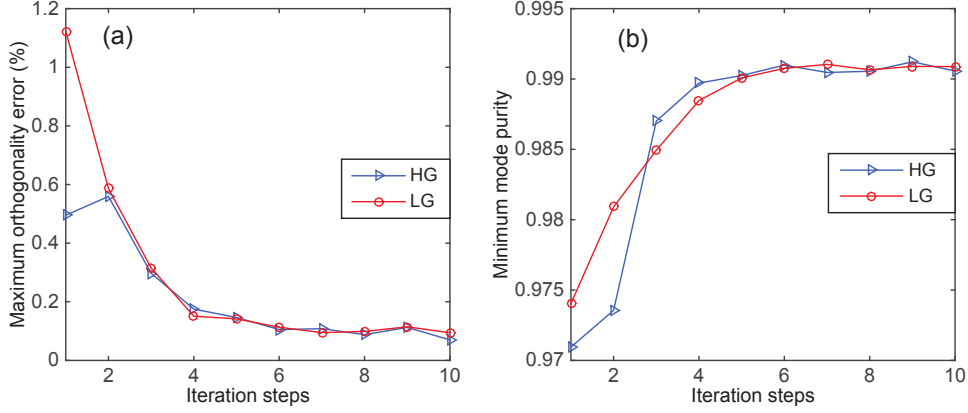 (a)
Maximum orthogonality error (%)
1.2
1
0.8
0.6
0.4
0.2
0
2
4
6
8
10
Iteration steps
HG
LG
(b)
Minimum mode purity
0.995
0.99
0.985
0.98
0.975
0.97
2
4
6
8
10
Iteration steps
HG
LG